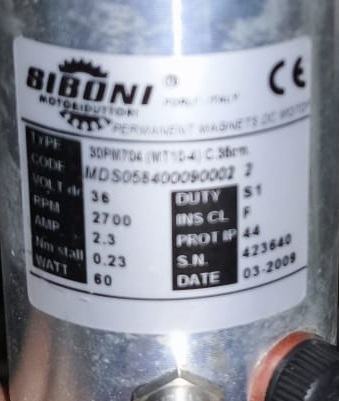 BIBONI ®
MOTORIDUTTORI FORLI - ITALY CE
PERMANENT MAGNETS DC MOTOR
TYPE 30PM70A (WT10-4) C.36cm.
CODE MDS058400090002 2
VOLT dc 36 DUTY S1
RPM 2700 INS CL F
AMP 2.3 PROT IP 44
Nm stall 0.23 S.N. 423640
WATT 60 DATE 03-2009